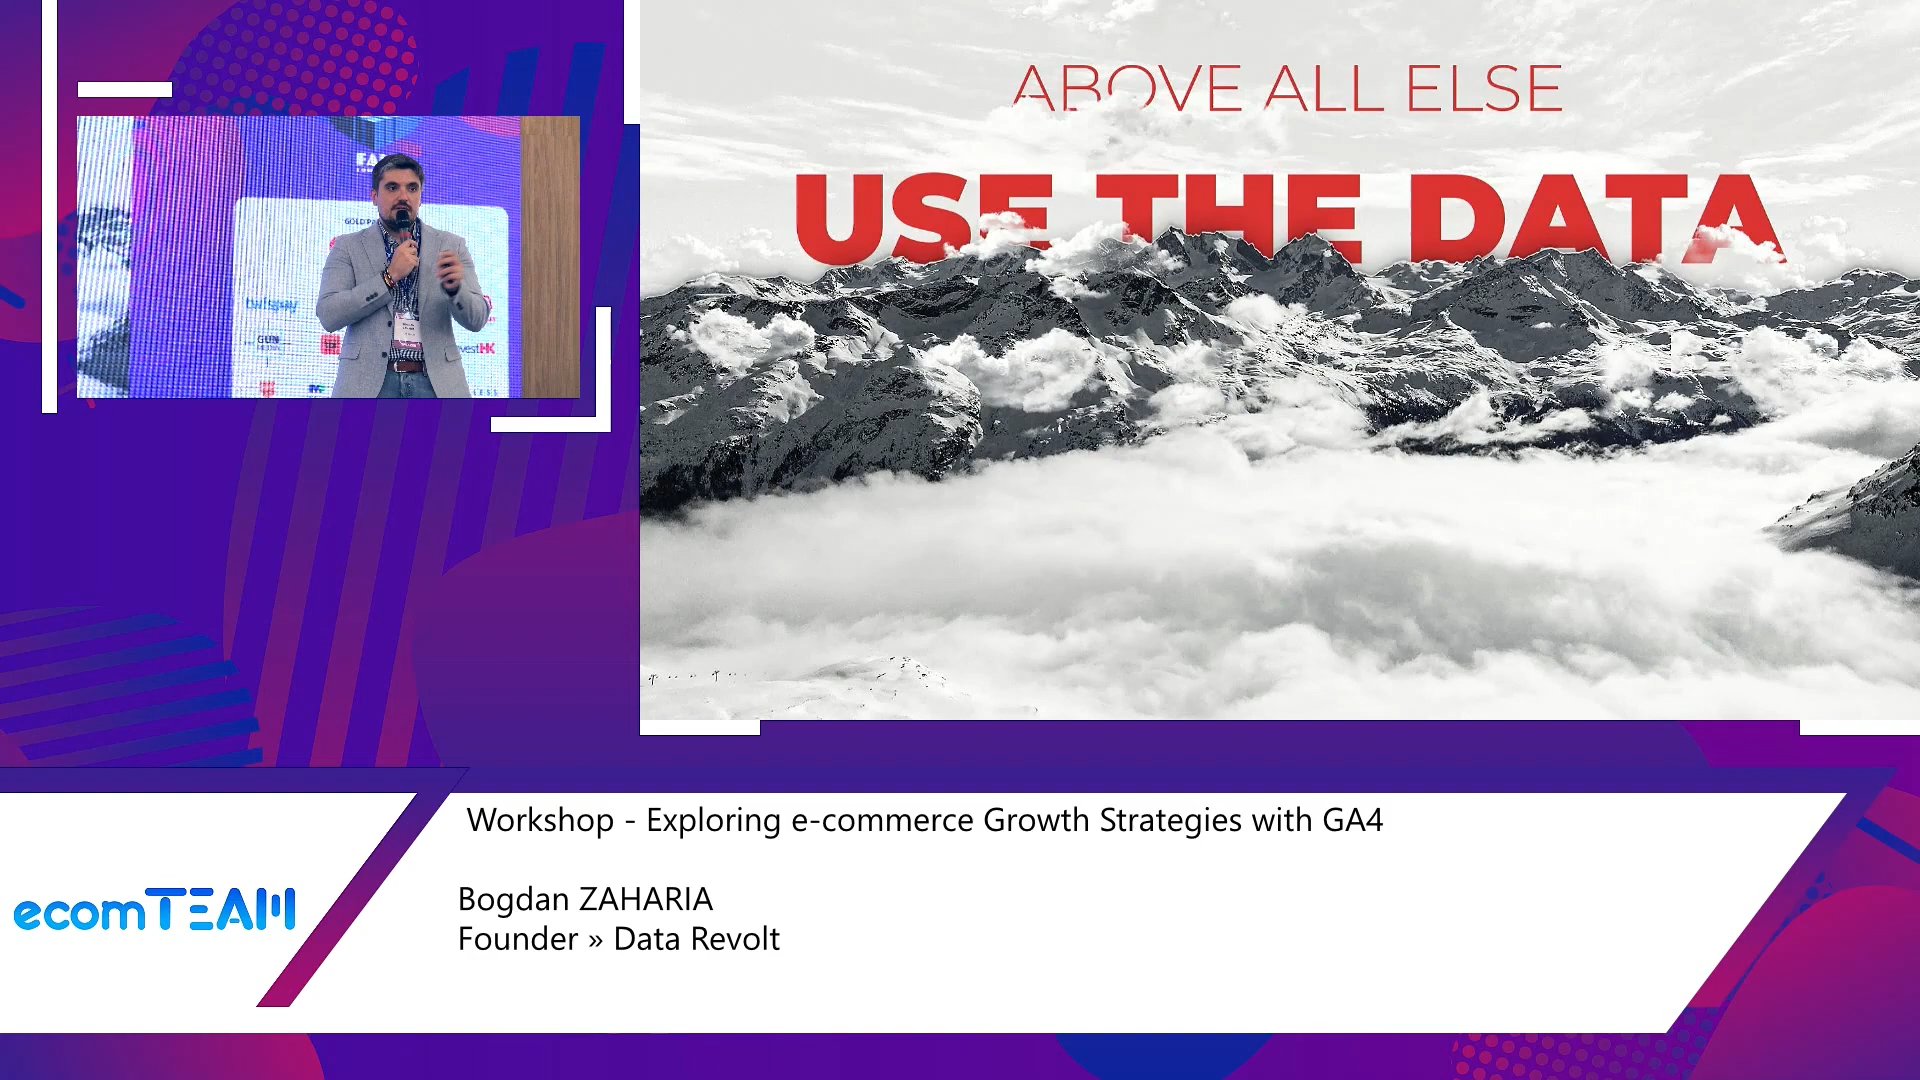 ABOVE ALL ELSE
USE THE DATA
GUN
Workshop - Exploring e-commerce Growth Strategies with GA4
ecomTEAM
Bogdan ZAHARIA
Founder » Data Revolt